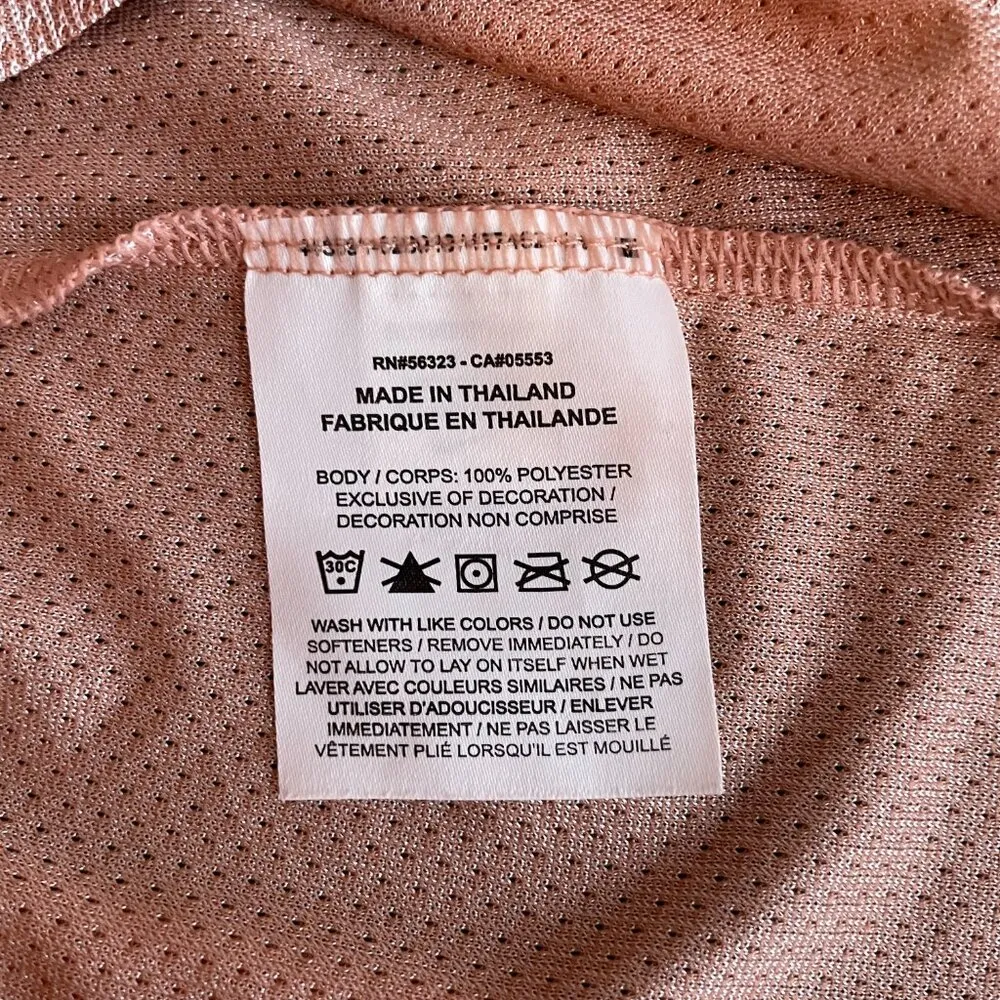 RN#56323 - CA#05553
MADE IN THAILAND
FABRIQUE EN THAILANDE
BODY / CORPS: 100% POLYESTER
EXCLUSIVE OF DECORATION /
DECORATION NON COMPRISE
30C
WASH WITH LIKE COLORS / DO NOT USE
SOFTENERS / REMOVE IMMEDIATELY / DO
NOT ALLOW TO LAY ON ITSELF WHEN WET
LAVER AVEC COULEURS SIMILAIRES / NE PAS
UTILISER D'ADOUCISSEUR / ENLEVER
IMMEDIATEMENT / NE PAS LAISSER LE
VÊTEMENT PLIÉ LORSQU'IL EST MOUILLÉ